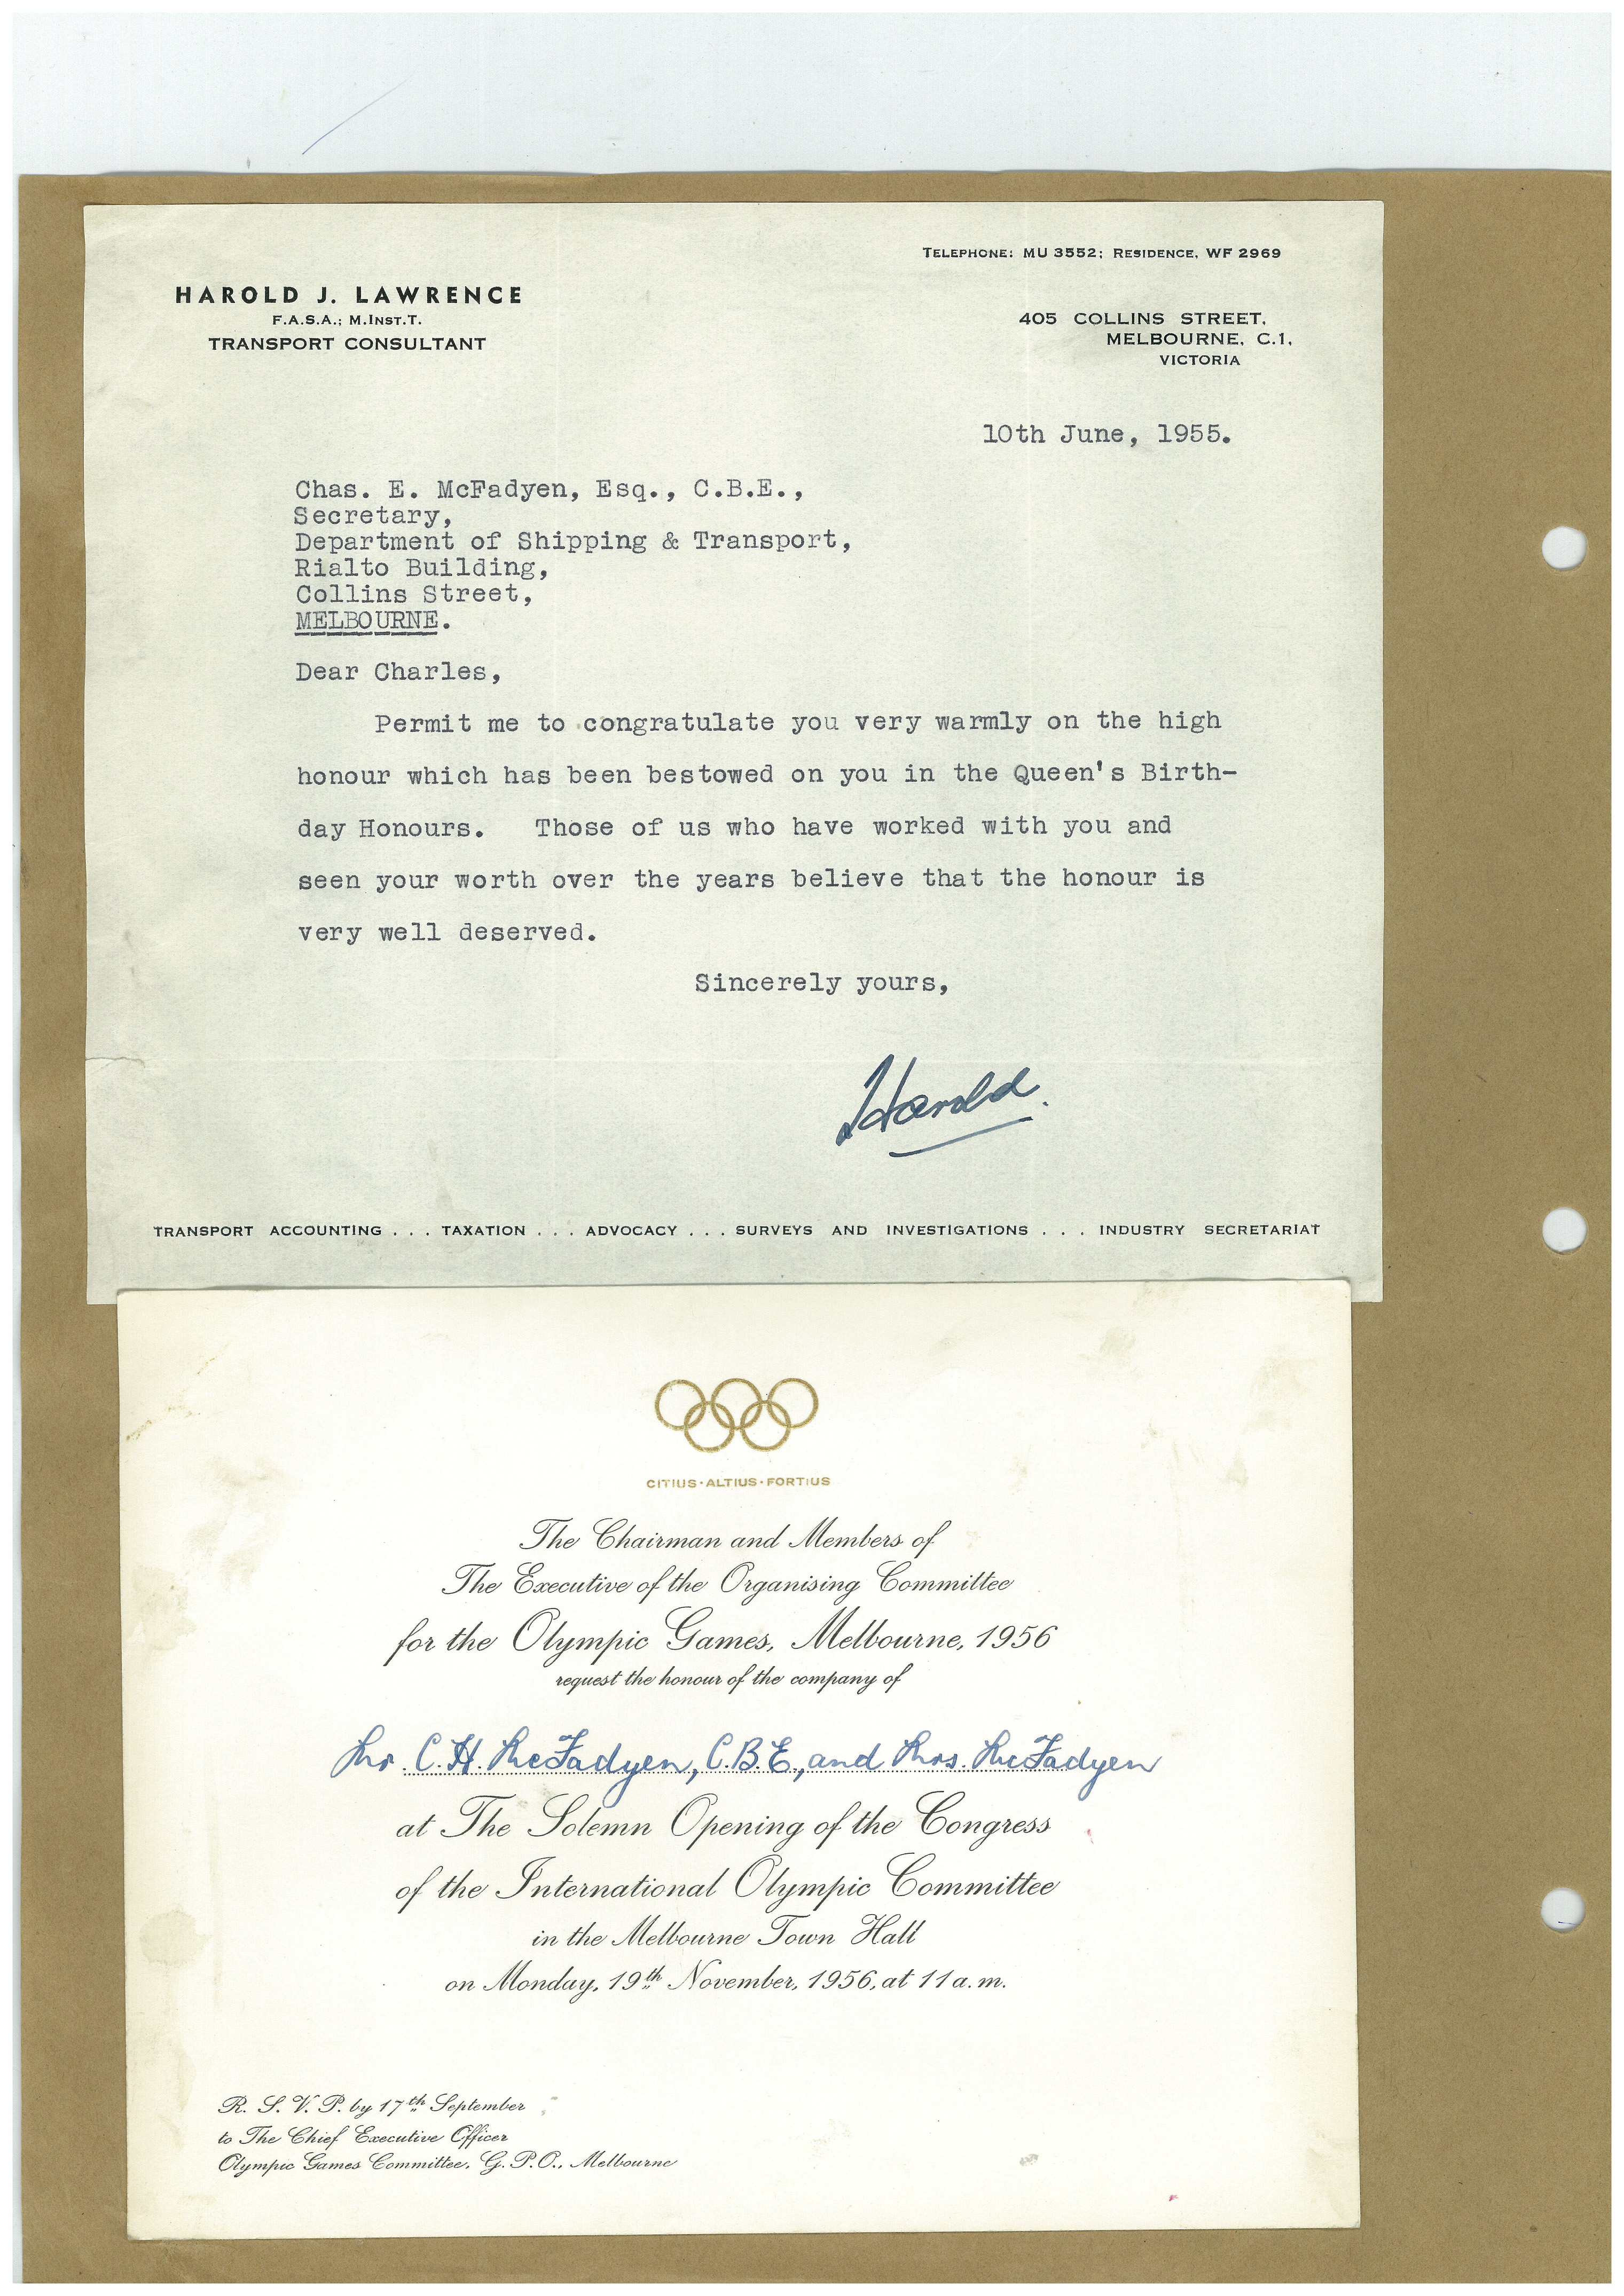 TELEPHONE: MU 3552; RESIDENCE, WF 2969
HAROLD J. LAWRENCE
F.A.S.A.; M.INST.T.
TRANSPORT CONSULTANT
405 COLLINS STREET,
MELBOURNE, C.1,
VICTORIA
10th June, 1955.
Chas. E. McFadyen, Esq., C.B.E.,
Secretary,
Department of Shipping & Transport,
Rialto Building,
Collins Street,
MELBOURNE.
Dear Charles,
Permit me to congratulate you very warmly on the high
honour which has been bestowed on you in the Queen's Birth-
day Honours. Those of us who have worked with you and
seen your worth over the years believe that the honour is
very well deserved.
Sincerely yours,
Harold.
TRANSPORT ACCOUNTING . . . TAXATION . . . ADVOCACY . . . SURVEYS AND INVESTIGATIONS . . . INDUSTRY SECRETARIAT
CITIUS·ALTIUS·FORTIUS
The Chairman and Members of
The Executive of the Organising Committee
for the Olympic Games, Melbourne, 1956
request the honour of the company of
Mr. C. H. McFadyen, C.B.E., and Mrs. McFadyen
at The Solemn Opening of the Congress
of the International Olympic Committee
in the Melbourne Town Hall
on Monday, 19th November, 1956, at 11 a.m.
R. S. V. P. by 17th September
to The Chief Executive Officer
Olympic Games Committee, G. P. O., Melbourne